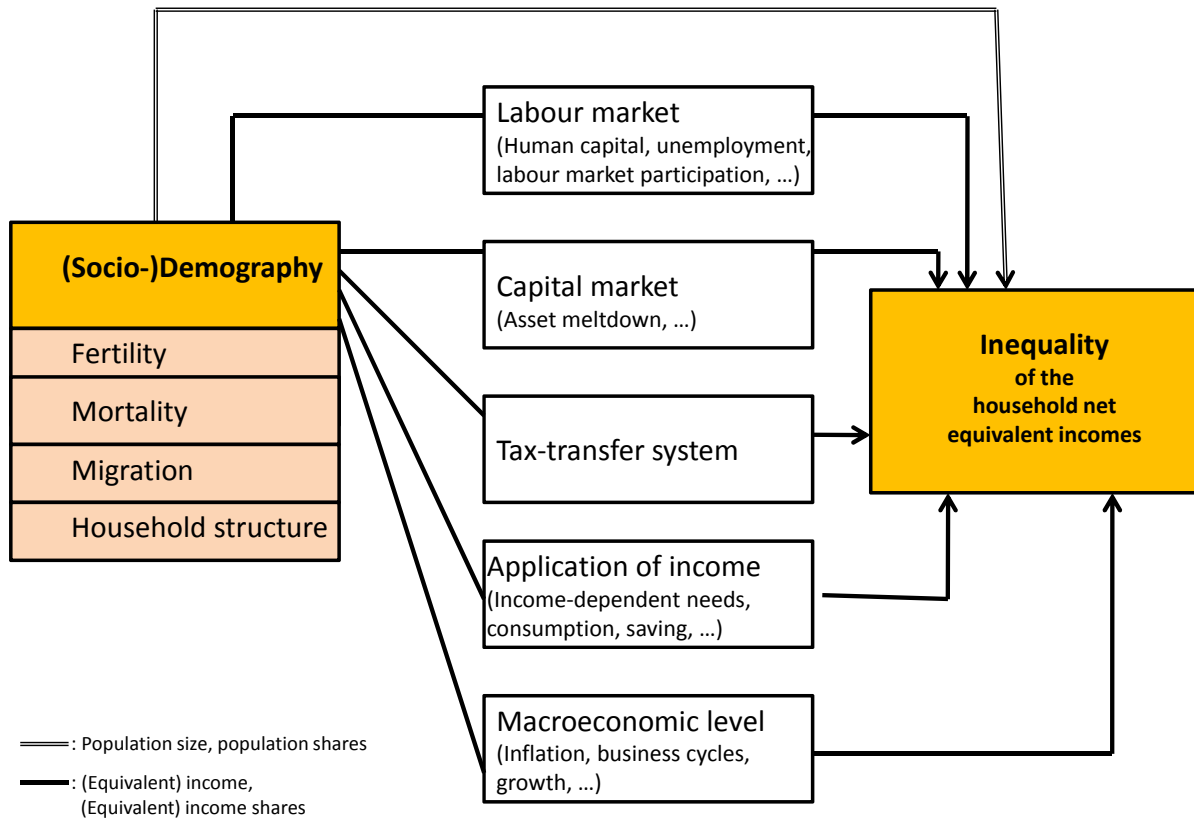 Labour market
(Human capital, unemployment,
labour market participation, …)
(Socio-)Demography
Fertility
Mortality
Migration
Household structure
Capital market
(Asset meltdown, …)
Tax-transfer system
Application of income
(Income-dependent needs,
consumption, saving, …)
Macroeconomic level
(Inflation, business cycles,
growth, …)
Inequality
of the
household net
equivalent incomes
: Population size, population shares
: (Equivalent) income,
(Equivalent) income shares